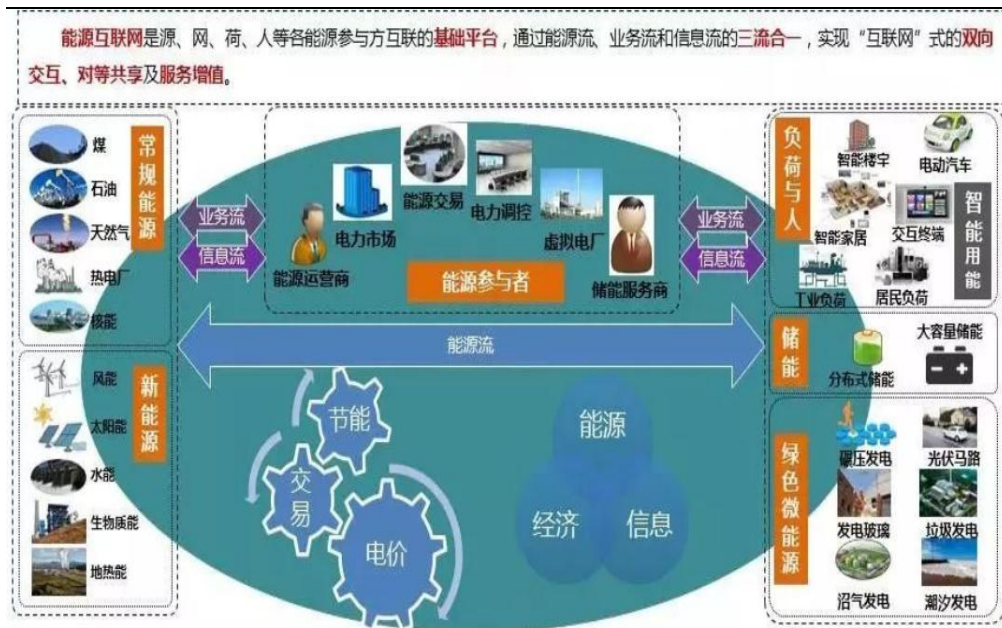 能源互联网是源、网、荷、人等各能源参与方互联的基础平台，通过能源流、业务流和信息流的三流合一，实现“互联网”式的双向
交互、对等共享及服务增值。
常规能源
煤
石油
天然气
热电厂
核能
新能源
风能
太阳能
水能
生物质能
地热能
业务流
信息流
能源运营商
电力市场
能源交易
电力调控
虚拟电厂
储能服务商
能源参与者
业务流
信息流
能源流
节能
交易
电价
能源
经济
信息
负荷与人
智能楼宇
电动汽车
智能家居
交互终端
工业负荷
居民负荷
智能用能
储能
分布式储能
大容量储能
绿色微能源
碾压发电
光伏马路
发电玻璃
垃圾发电
沼气发电
潮汐发电